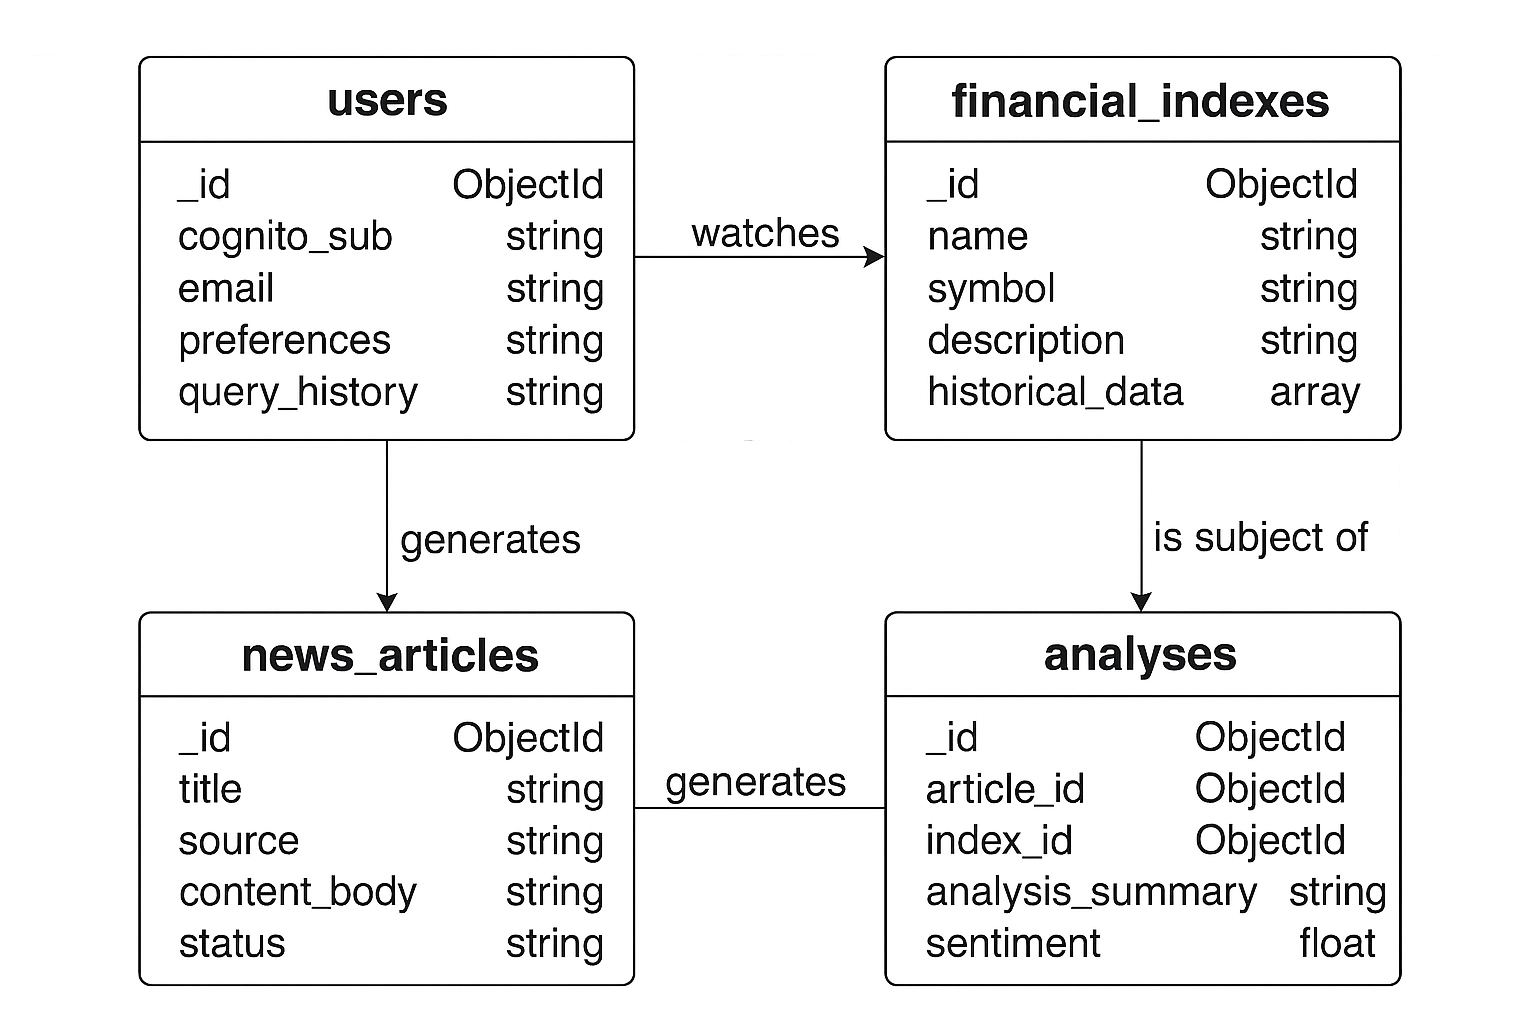 users
_id ObjectId
cognito_sub string
email string
preferences string
query_history string
watches
financial_indexes
_id ObjectId
name string
symbol string
description string
historical_data array
generates
is subject of
news_articles
_id ObjectId
title string
source string
content_body string
status string
generates
analyses
_id ObjectId
article_id ObjectId
index_id ObjectId
analysis_summary string
sentiment float